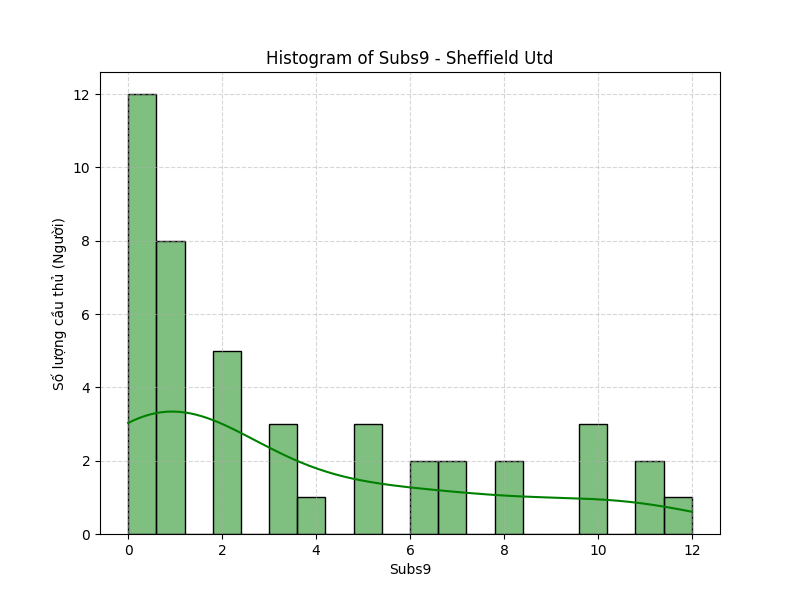 Histogram of Subs9 - Sheffield Utd
Số lượng cầu thủ (Người)
12
10
8
6
4
2
0
0 2 4 6 8 10 12
Subs9